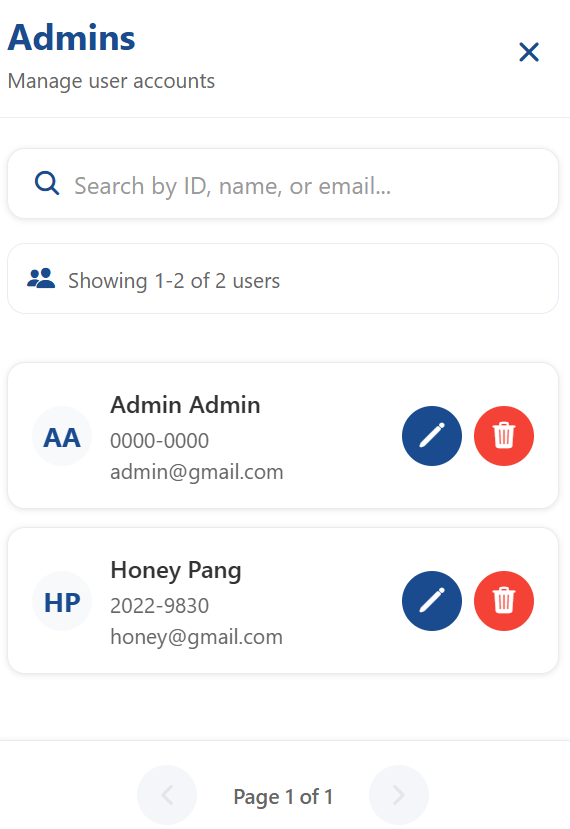 Admins
Manage user accounts
Search by ID, name, or email...
Showing 1-2 of 2 users
AA
Admin Admin
0000-0000
admin@gmail.com
HP
Honey Pang
2022-9830
honey@gmail.com
Page 1 of 1